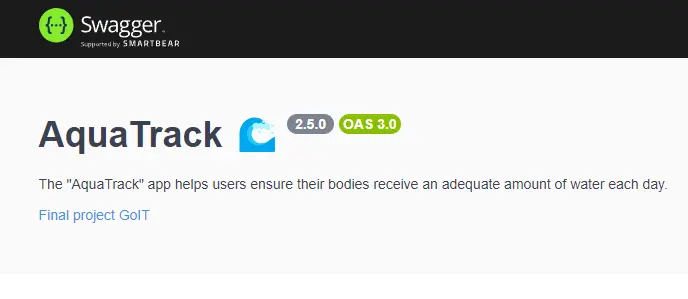 {···} Swagger.
Supported by SMARTBEAR
AquaTrack 2.5.0 OAS 3.0
The "AquaTrack" app helps users ensure their bodies receive an adequate amount of water each day.
Final project GoIT